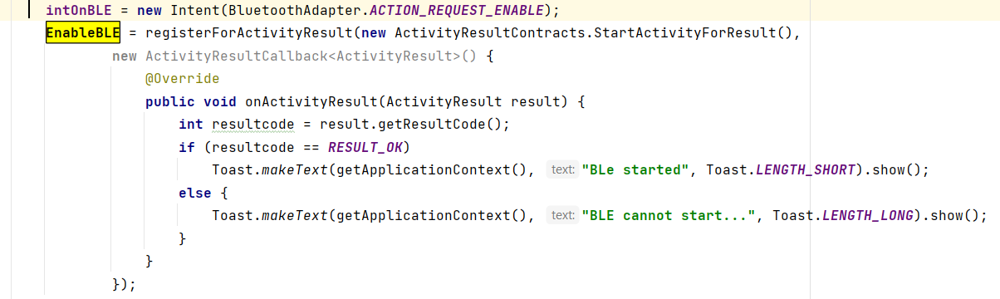 intOnBLE = new Intent(BluetoothAdapter.ACTION_REQUEST_ENABLE);
EnableBLE = registerForActivityResult(new ActivityResultContracts.StartActivityForResult(),
new ActivityResultCallback<ActivityResult>() {
@Override
public void onActivityResult(ActivityResult result) {
int resultcode = result.getResultCode();
if (resultcode == RESULT_OK)
Toast.makeText(getApplicationContext(), text: "BLe started", Toast.LENGTH_SHORT).show();
else {
Toast.makeText(getApplicationContext(), text: "BLE cannot start...", Toast.LENGTH_LONG).show();
}
}
});